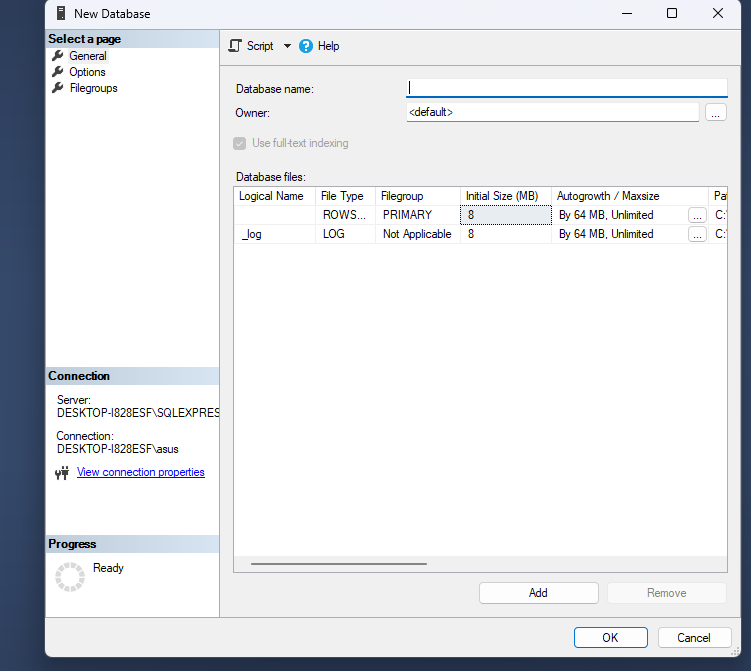 New Database
Select a page
General
Options
Filegroups
Script
Help
Database name:
Owner:
<default>
...
Use full-text indexing
Database files:
Logical Name File Type Filegroup Initial Size (MB) Autogrowth / Maxsize Pa
ROWS... PRIMARY 8 By 64 MB, Unlimited ... C:\
_log LOG Not Applicable 8 By 64 MB, Unlimited ... C:\
Connection
Server:
DESKTOP-I828ESF\SQLEXPRES
Connection:
DESKTOP-I828ESF\asus
View connection properties
Progress
Ready
Add Remove
OK Cancel